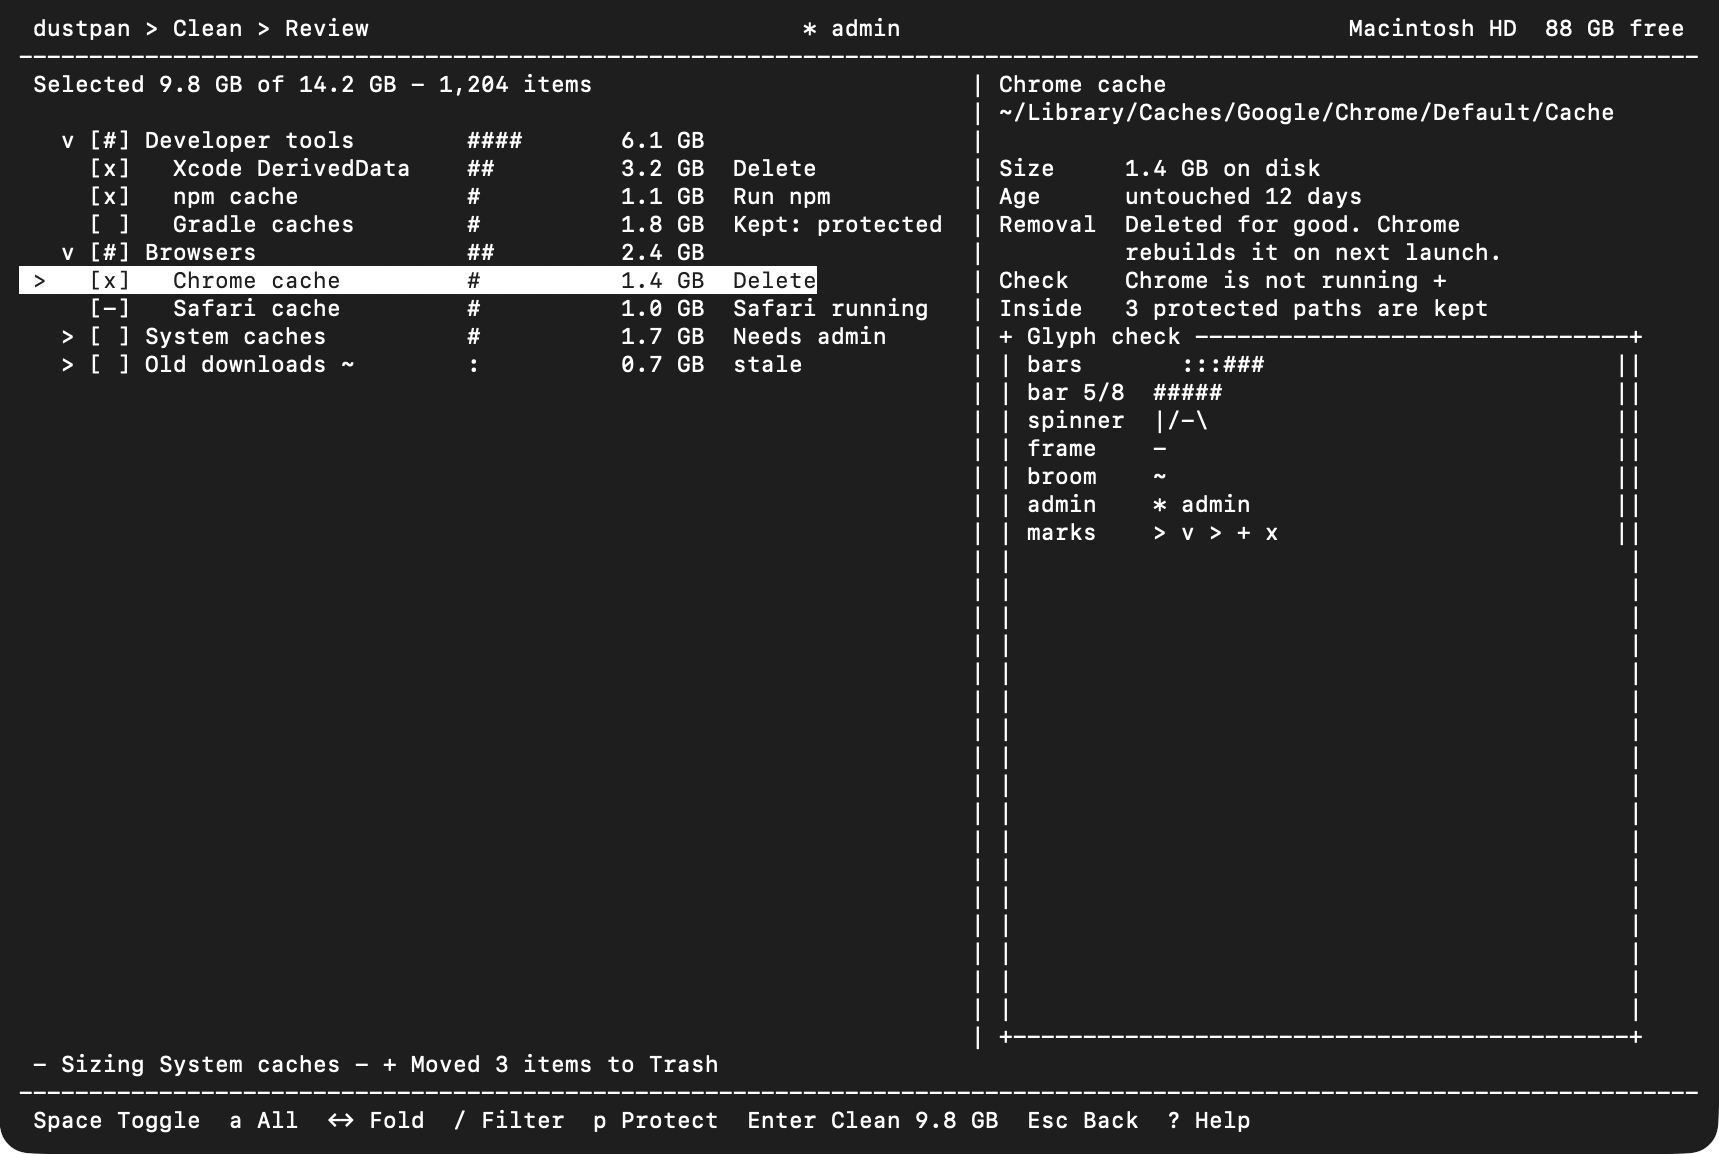 dustpan > Clean > Review * admin Macintosh HD 88 GB free
Selected 9.8 GB of 14.2 GB – 1,204 items
v [#] Developer tools #### 6.1 GB
[x] Xcode DerivedData ## 3.2 GB Delete
[x] npm cache # 1.1 GB Run npm
[ ] Gradle caches # 1.8 GB Kept: protected
v [#] Browsers ## 2.4 GB
> [x] Chrome cache # 1.4 GB Delete
[–] Safari cache # 1.0 GB Safari running
> [ ] System caches # 1.7 GB Needs admin
> [ ] Old downloads ~ : 0.7 GB stale
Chrome cache
~/Library/Caches/Google/Chrome/Default/Cache
Size 1.4 GB on disk
Age untouched 12 days
Removal Deleted for good. Chrome
rebuilds it on next launch.
Check Chrome is not running +
Inside 3 protected paths are kept
+ Glyph check +
bars :::###
bar 5/8 #####
spinner |/–\
frame –
broom ~
admin * admin
marks > v > + x
– Sizing System caches – + Moved 3 items to Trash
Space Toggle a All ↔ Fold / Filter p Protect Enter Clean 9.8 GB Esc Back ? Help